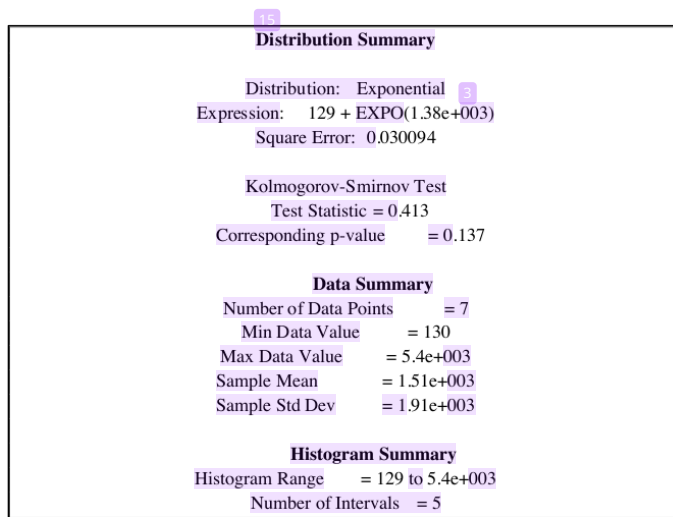 15
Distribution Summary
Distribution: Exponential
3
Expression: 129 + EXPO(1.38e+003)
Square Error: 0.030094
Kolmogorov-Smirnov Test
Test Statistic = 0.413
Corresponding p-value = 0.137
Data Summary
Number of Data Points = 7
Min Data Value = 130
Max Data Value = 5.4e+003
Sample Mean = 1.51e+003
Sample Std Dev = 1.91e+003
Histogram Summary
Histogram Range = 129 to 5.4e+003
Number of Intervals = 5